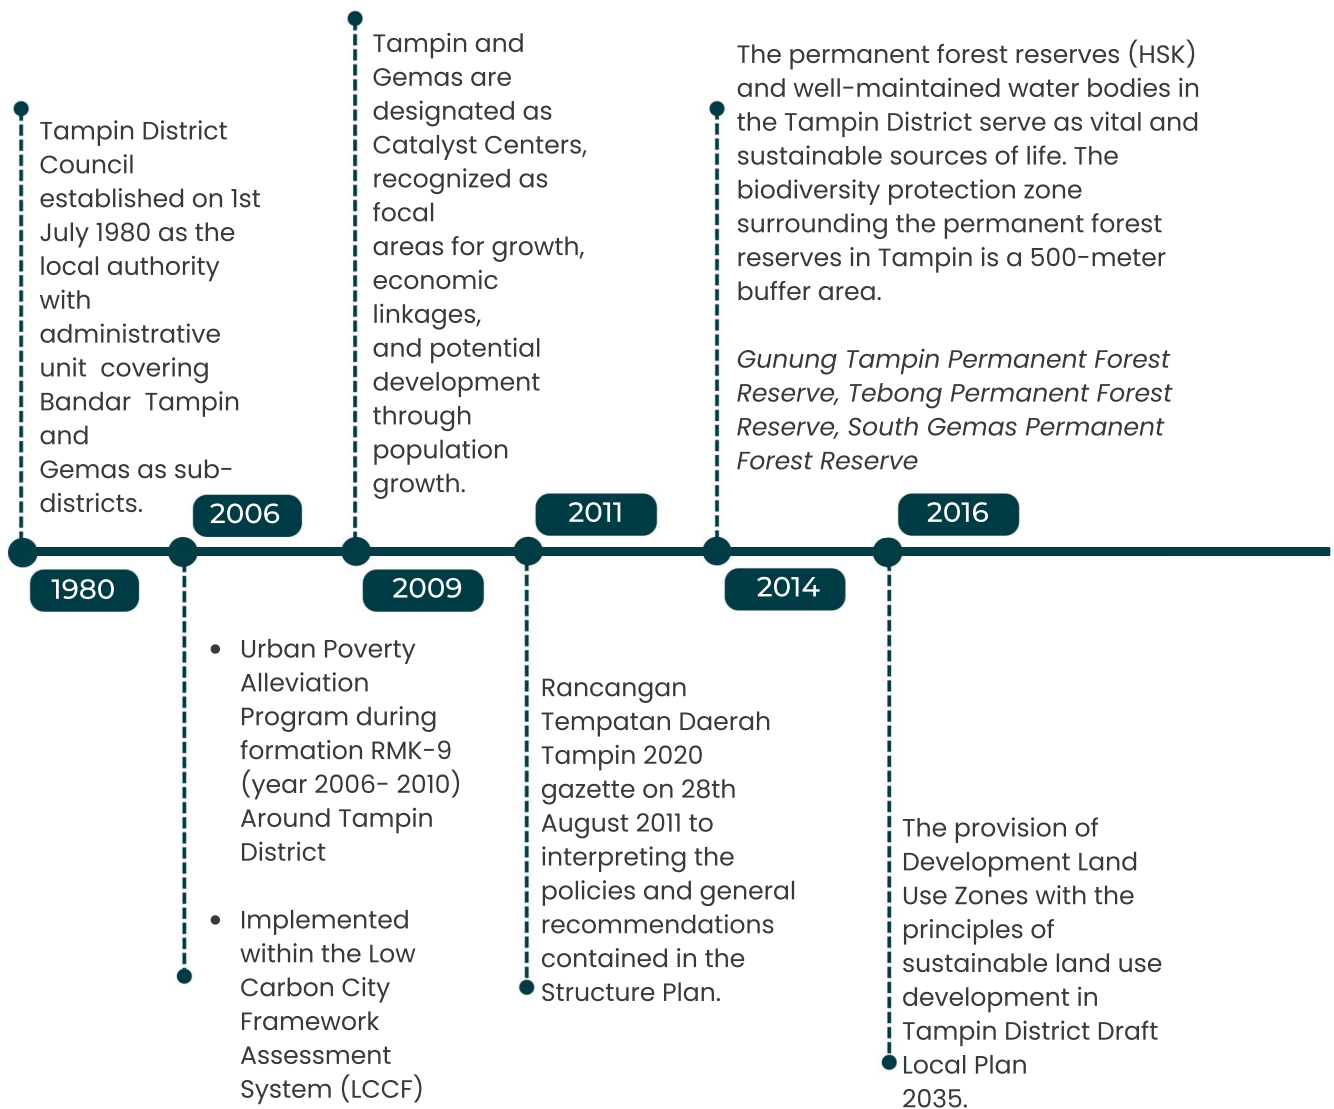 Tampin District
Council
established on 1st
July 1980 as the
local authority
with
administrative
unit  covering
Bandar  Tampin
and
Gemas as sub-
districts.
1980
2006
Urban Poverty
Alleviation
Program during
formation RMK-9
(year 2006- 2010)
Around Tampin
District
Implemented
within the Low
Carbon City
Framework
Assessment
System (LCCF)
Tampin and
Gemas are
designated as
Catalyst Centers,
recognized as
focal
areas for growth,
economic
linkages,
and potential
development
through
population
growth.
2009
2011
Rancangan
Tempatan Daerah
Tampin 2020
gazette on 28th
August 2011 to
interpreting the
policies and general
recommendations
contained in the
Structure Plan.
The permanent forest reserves (HSK)
and well-maintained water bodies in
the Tampin District serve as vital and
sustainable sources of life. The
biodiversity protection zone
surrounding the permanent forest
reserves in Tampin is a 500-meter
buffer area.
Gunung Tampin Permanent Forest
Reserve, Tebong Permanent Forest
Reserve, South Gemas Permanent
Forest Reserve
2014
2016
The provision of
Development Land
Use Zones with the
principles of
sustainable land use
development in
Tampin District Draft
Local Plan
2035.